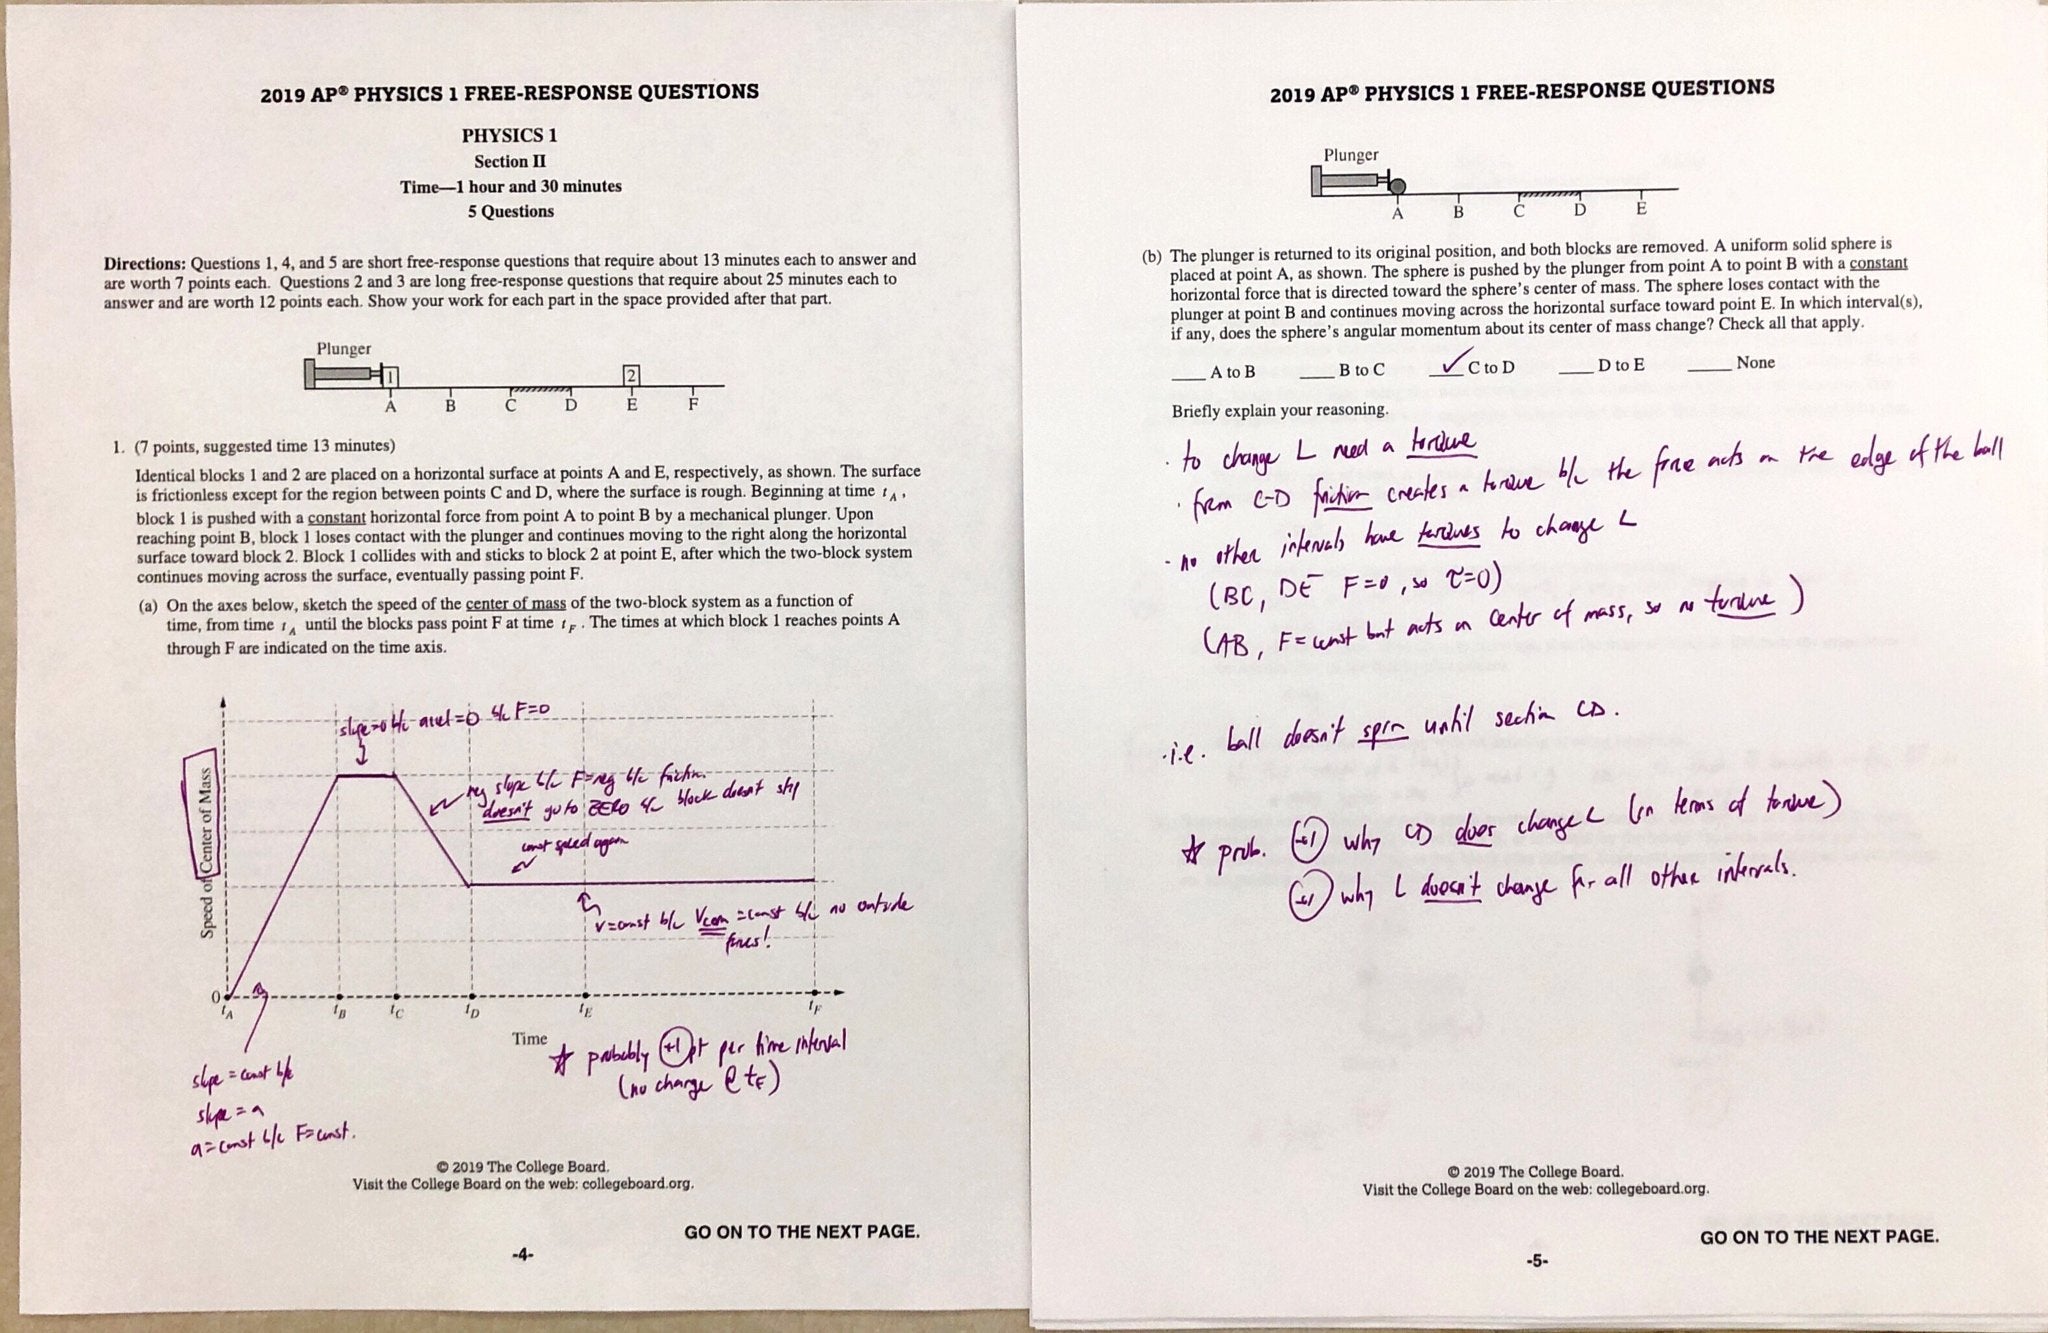 2019 AP® PHYSICS 1 FREE-RESPONSE QUESTIONS
PHYSICS 1
Section II
Time—1 hour and 30 minutes
5 Questions
Directions: Questions 1, 4, and 5 are short free-response questions that require about 13 minutes each to answer and
are worth 7 points each. Questions 2 and 3 are long free-response questions that require about 25 minutes each to
answer and are worth 12 points each. Show your work for each part in the space provided after that part.
Plunger
1 2
A B C D E F
1. (7 points, suggested time 13 minutes)
Identical blocks 1 and 2 are placed on a horizontal surface at points A and E, respectively, as shown. The surface
is frictionless except for the region between points C and D, where the surface is rough. Beginning at time tA,
block 1 is pushed with a constant horizontal force from point A to point B by a mechanical plunger. Upon
reaching point B, block 1 loses contact with the plunger and continues moving to the right along the horizontal
surface toward block 2. Block 1 collides with and sticks to block 2 at point E, after which the two-block system
continues moving across the surface, eventually passing point F.
(a) On the axes below, sketch the speed of the center of mass of the two-block system as a function of
time, from time tA until the blocks pass point F at time tF. The times at which block 1 reaches points A
through F are indicated on the time axis.
slope=0 b/c accel=0 b/c F=0
neg slope b/c F=neg b/c friction.
doesn't go to ZERO b/c block doesn't stop
const speed again
v=const b/c Vcom=const b/c no outside
forces!
Speed of Center of Mass
0
tA tB tC tD tE tF
Time
☆ probably +1 pt per time interval
(no change @ tE)
slope = const b/c
slope = a
a=const b/c F=const.
© 2019 The College Board.
Visit the College Board on the web: collegeboard.org.
GO ON TO THE NEXT PAGE.
-4-
2019 AP® PHYSICS 1 FREE-RESPONSE QUESTIONS
Plunger
A B C D E
(b) The plunger is returned to its original position, and both blocks are removed. A uniform solid sphere is
placed at point A, as shown. The sphere is pushed by the plunger from point A to point B with a constant
horizontal force that is directed toward the sphere's center of mass. The sphere loses contact with the
plunger at point B and continues moving across the horizontal surface toward point E. In which interval(s),
if any, does the sphere's angular momentum about its center of mass change? Check all that apply.
____ A to B ____ B to C ✓ C to D ____ D to E ____ None
Briefly explain your reasoning.
· to change L need a torque
· from C-D friction creates a torque b/c the force acts on the edge of the ball
· no other intervals have torques to change L
(BC, DE F=0, so τ=0)
(AB, F=const but acts on center of mass, so no torque)
·i.e. ball doesn't spin until section CD.
☆ prob. +1 why CD does change L (in terms of torque)
+1 why L doesn't change for all other intervals.
© 2019 The College Board.
Visit the College Board on the web: collegeboard.org.
GO ON TO THE NEXT PAGE.
-5-